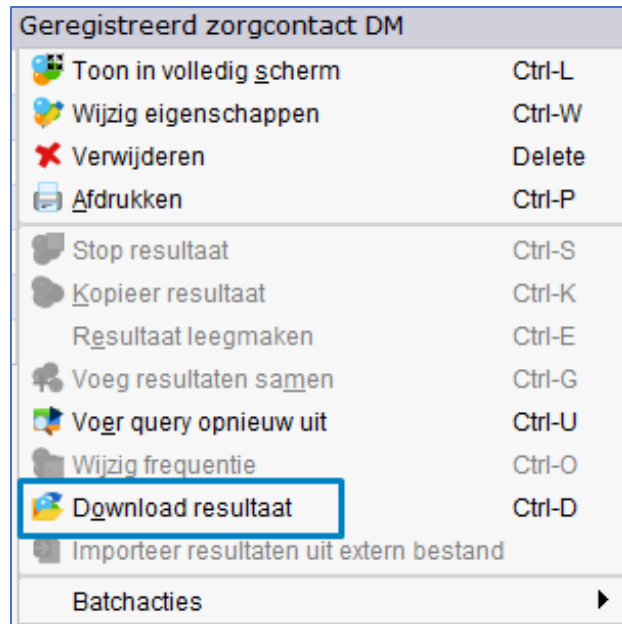 Geregistreerd zorgcontact DM
Toon in volledig scherm Ctrl-L
Wijzig eigenschappen Ctrl-W
Verwijderen Delete
Afdrukken Ctrl-P
Stop resultaat Ctrl-S
Kopieer resultaat Ctrl-K
Resultaat leegmaken Ctrl-E
Voeg resultaten samen Ctrl-G
Voer query opnieuw uit Ctrl-U
Wijzig frequentie Ctrl-O
Download resultaat Ctrl-D
Importeer resultaten uit extern bestand
Batchacties